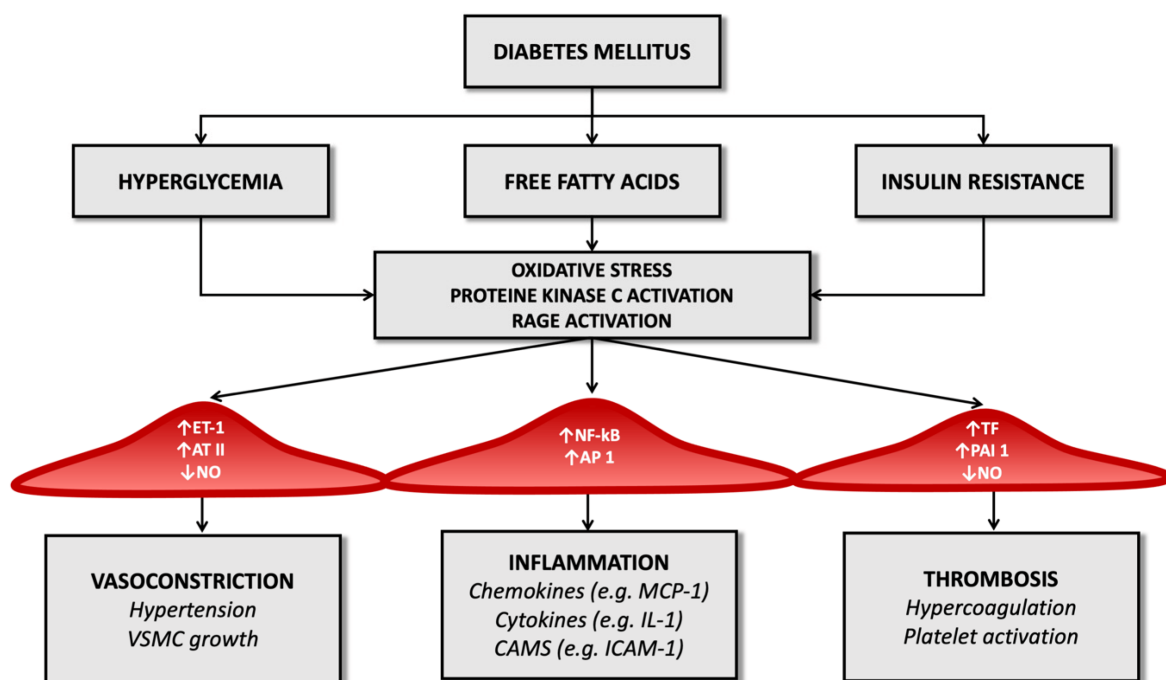 DIABETES MELLITUS
HYPERGLYCEMIA
FREE FATTY ACIDS
INSULIN RESISTANCE
OXIDATIVE STRESS
PROTEINE KINASE C ACTIVATION
RAGE ACTIVATION
↑ET-1
↑AT II
↓NO
↑NF-kB
↑AP 1
↑TF
↑PAI 1
↓NO
VASOCONSTRICTION
Hypertension
VSMC growth
INFLAMMATION
Chemokines (e.g. MCP-1)
Cytokines (e.g. IL-1)
CAMS (e.g. ICAM-1)
THROMBOSIS
Hypercoagulation
Platelet activation